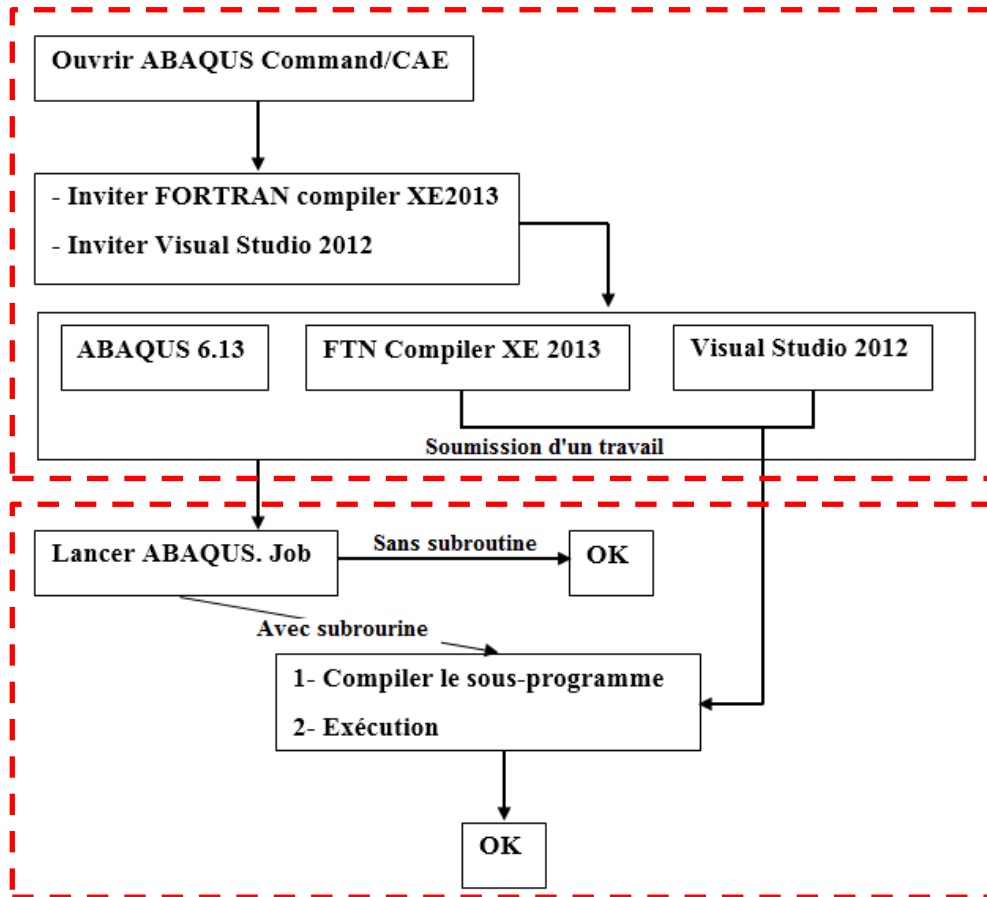 Ouvrir ABAQUS Command/CAE
- Inviter FORTRAN compiler XE2013
- Inviter Visual Studio 2012
ABAQUS 6.13
FTN Compiler XE 2013
Visual Studio 2012
Soumission d'un travail
Lancer ABAQUS. Job
Sans subroutine
OK
Avec subrourine
1- Compiler le sous-programme
2- Exécution
OK